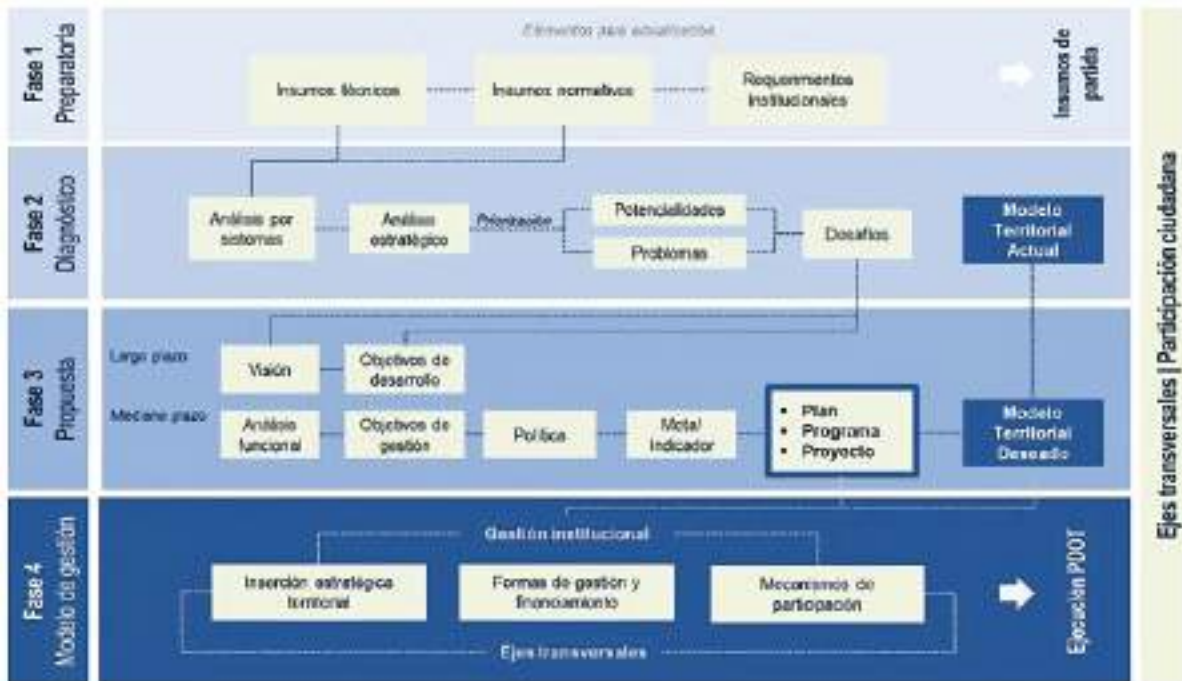 Fase 1
Preparatoria
Elementos para actualización
Insumos técnicos
Insumos normativos
Requerimientos
Institucionales
Insumos de
partida
Fase 2
Diagnóstico
Análisis por
sistemas
Análisis
estratégico
Priorización
Potencialidades
Problemas
Desafíos
Modelo
Territorial
Actual
Fase 3
Propuesta
Largo plazo
Visión
Objetivos de
desarrollo
Mediano plazo
Análisis
funcional
Objetivos de
gestión
Política
Meta/
Indicador
• Plan
• Programa
• Proyecto
Modelo
Territorial
Deseado
Fase 4
Modelo de gestión
Gestión institucional
Inserción estratégica
territorial
Formas de gestión y
financiamiento
Mecanismos de
participación
Ejes transversales
Ejecución PDOT
Ejes transversales | Participación ciudadana